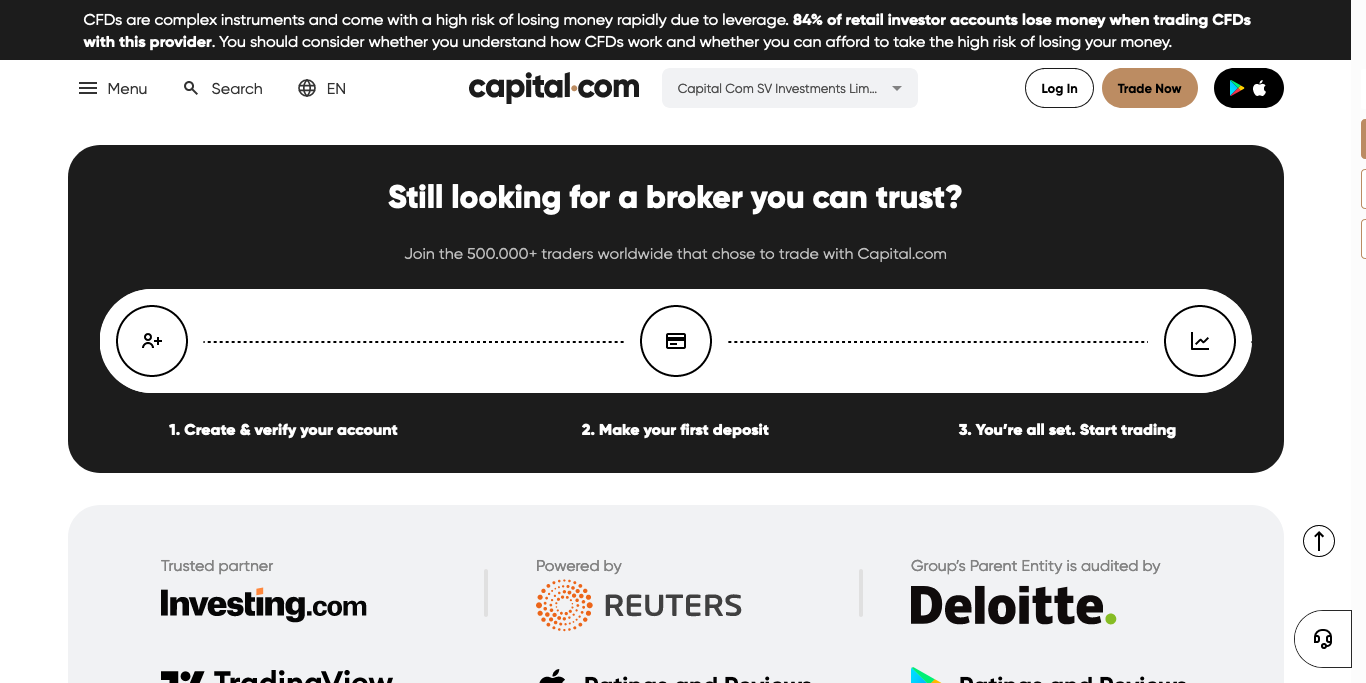 CFDs are complex instruments and come with a high risk of losing money rapidly due to leverage. 84% of retail investor accounts lose money when trading CFDs
with this provider. You should consider whether you understand how CFDs work and whether you can afford to take the high risk of losing your money.
Menu
Search
EN
capital.com
Capital Com SV Investments Lim...
Log In
Trade Now
Still looking for a broker you can trust?
Join the 500.000+ traders worldwide that chose to trade with Capital.com
1. Create & verify your account
2. Make your first deposit
3. You're all set. Start trading
Trusted partner
Investing.com
Powered by
REUTERS
Group's Parent Entity is audited by
Deloitte.
TradingView
Ratings and Reviews
Ratings and Reviews